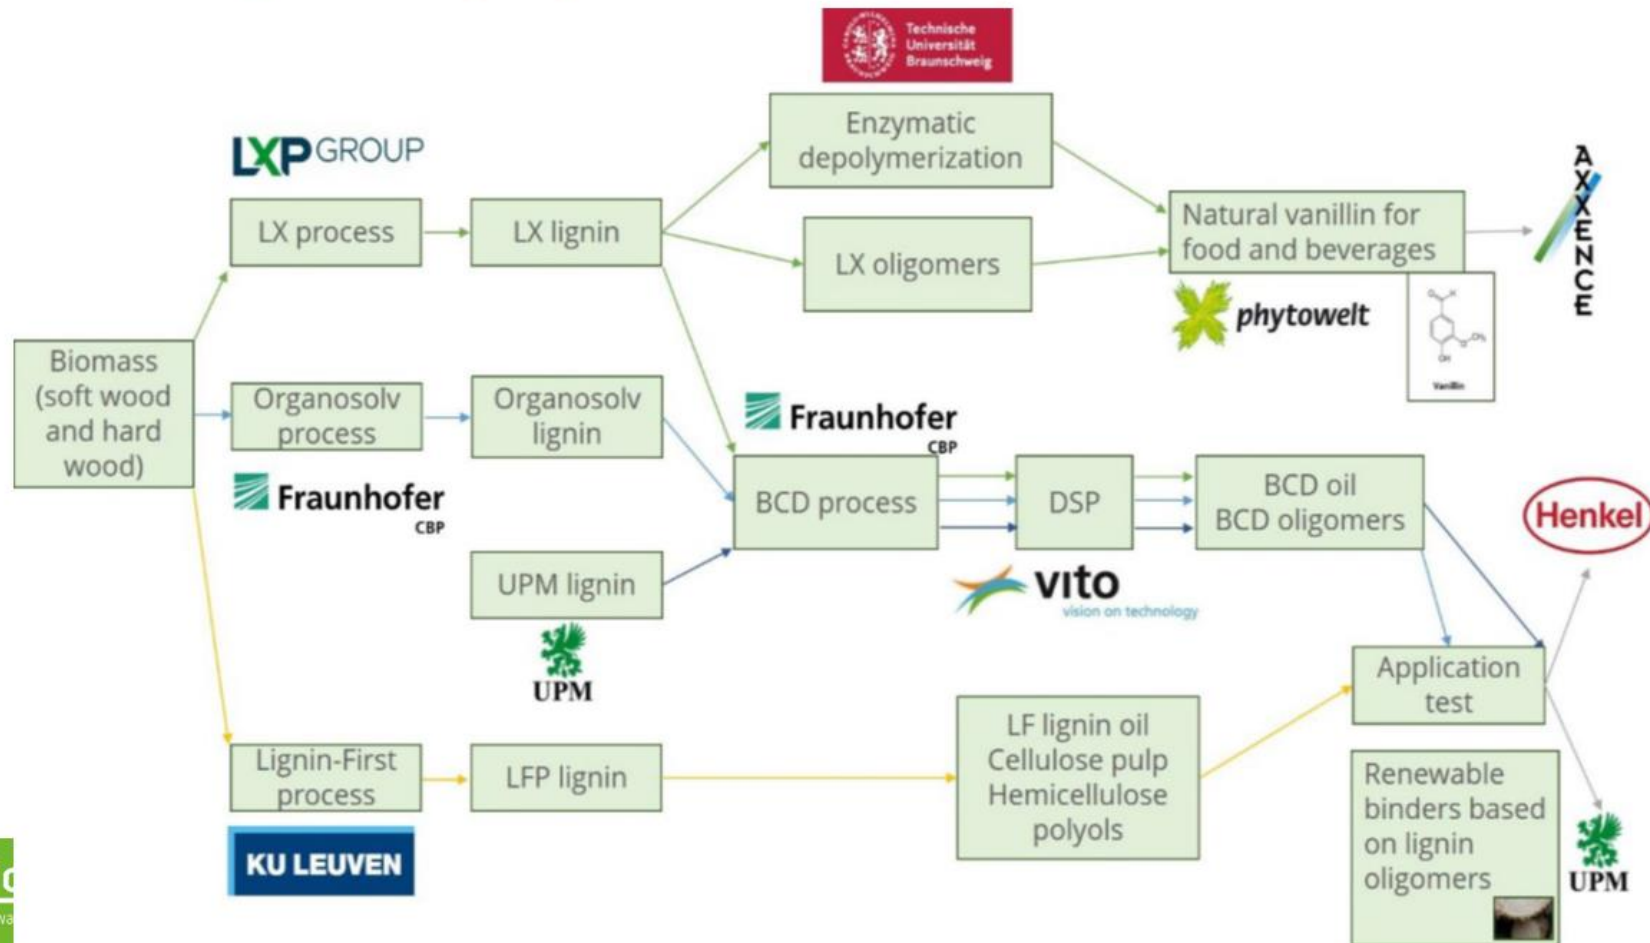 Technische
Universität
Braunschweig
LXP GROUP
Enzymatic
depolymerization
LX process
LX lignin
LX oligomers
Natural vanillin for
food and beverages
AXXENCE
phytowelt
OH
Vanillin
Biomass
(soft wood
and hard
wood)
Organosolv
process
Organosolv
lignin
Fraunhofer
CBP
Fraunhofer
CBP
BCD process
DSP
BCD oil
BCD oligomers
Henkel
UPM lignin
UPM
vito
vision on technology
Application
test
Lignin-First
process
LFP lignin
LF lignin oil
Cellulose pulp
Hemicellulose
polyols
Renewable
binders based
on lignin
oligomers
UPM
KU LEUVEN